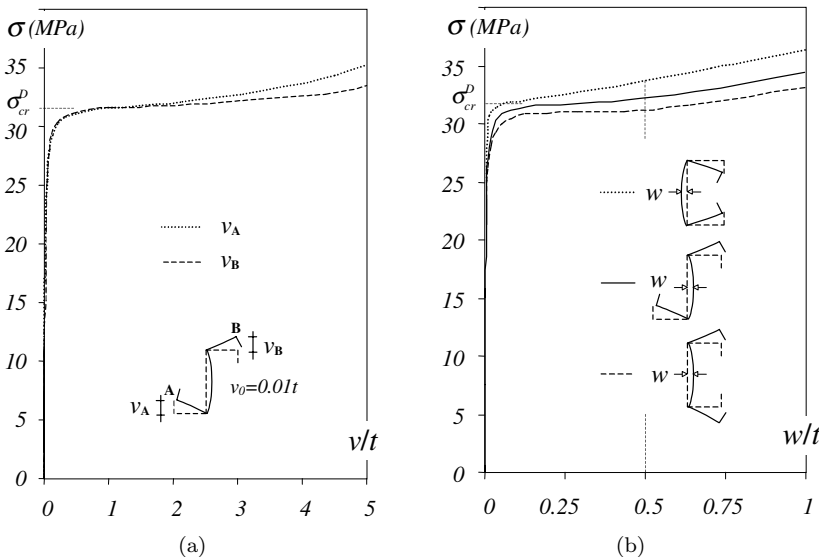 σ (MPa)
35
σ_cr^D
30
25
20
15
10
5
0
v_A
v_B
B
v_B
A
v_A
v_0=0.01t
v/t
0 1 2 3 4 5
(a)
σ (MPa)
35
σ_cr^D
30
25
20
15
10
5
0
w
w
w
w/t
0 0.25 0.5 0.75 1
(b)